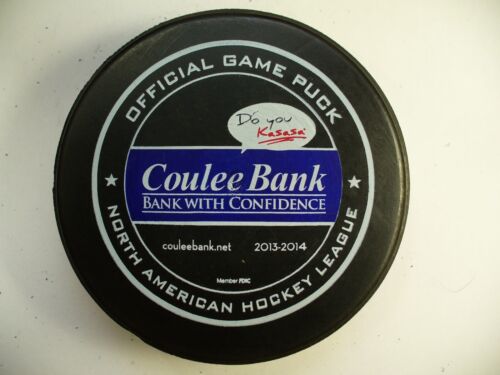 OFFICIAL GAME PUCK
Do you
Kasasa?
Coulee Bank
BANK WITH CONFIDENCE
couleebank.net 2013-2014
Member FDIC
NORTH AMERICAN HOCKEY LEAGUE